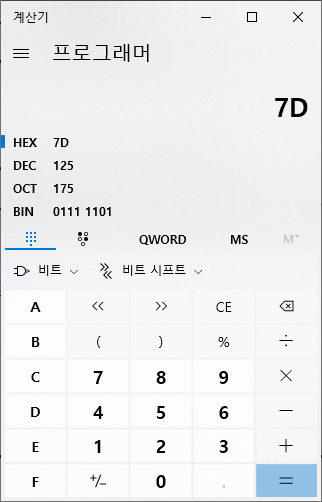 계산기
프로그래머
7D
HEX 7D
DEC 125
OCT 175
BIN 0111 1101
QWORD MS M˅
비트 비트 시프트
A << >> CE
B ( ) % ÷
C 7 8 9 ×
D 4 5 6 −
E 1 2 3 +
F +/− 0 . =